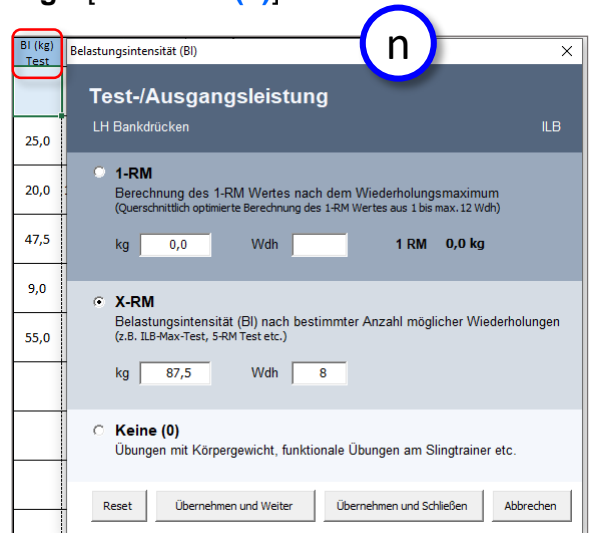 BI (kg)
Test
Belastungsintensität (BI)
n
×
Test-/Ausgangsleistung
LH Bankdrücken
ILB
25,0
20,0
47,5
9,0
55,0
1-RM
Berechnung des 1-RM Wertes nach dem Wiederholungsmaximum
(Querschnittlich optimierte Berechnung des 1-RM Wertes aus 1 bis max. 12 Wdh)
kg 0,0 Wdh 1 RM 0,0 kg
X-RM
Belastungsintensität (BI) nach bestimmter Anzahl möglicher Wiederholungen
(z.B. ILB-Max-Test, 5-RM Test etc.)
kg 87,5 Wdh 8
Keine (0)
Übungen mit Körpergewicht, funktionale Übungen am Slingtrainer etc.
Reset Übernehmen und Weiter Übernehmen und Schließen Abbrechen